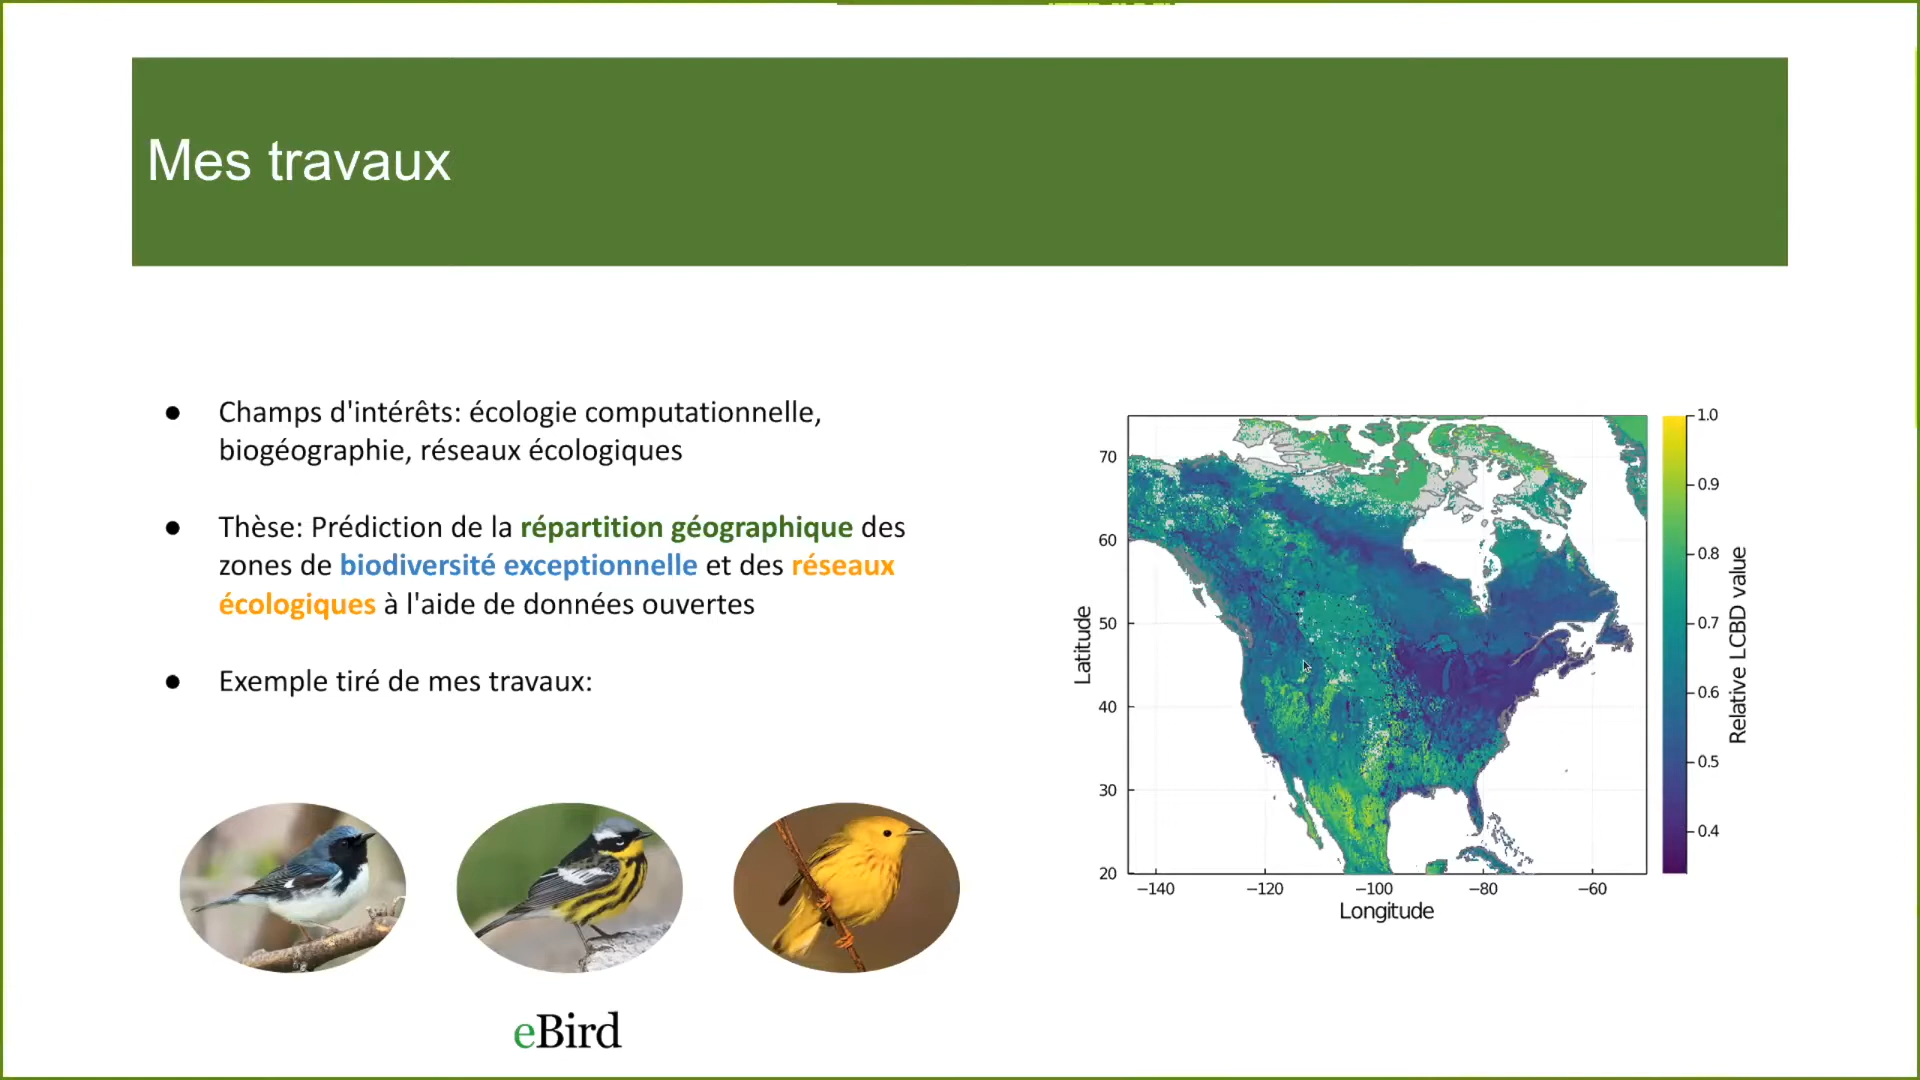 Mes travaux
● Champs d'intérêts: écologie computationnelle,
biogéographie, réseaux écologiques
● Thèse: Prédiction de la répartition géographique des
zones de biodiversité exceptionnelle et des réseaux
écologiques à l'aide de données ouvertes
● Exemple tiré de mes travaux:
eBird
Latitude
70
60
50
40
30
20
−140 −120 −100 −80 −60
Longitude
1.0
0.9
0.8
0.7
0.6
0.5
0.4
Relative LCBD value